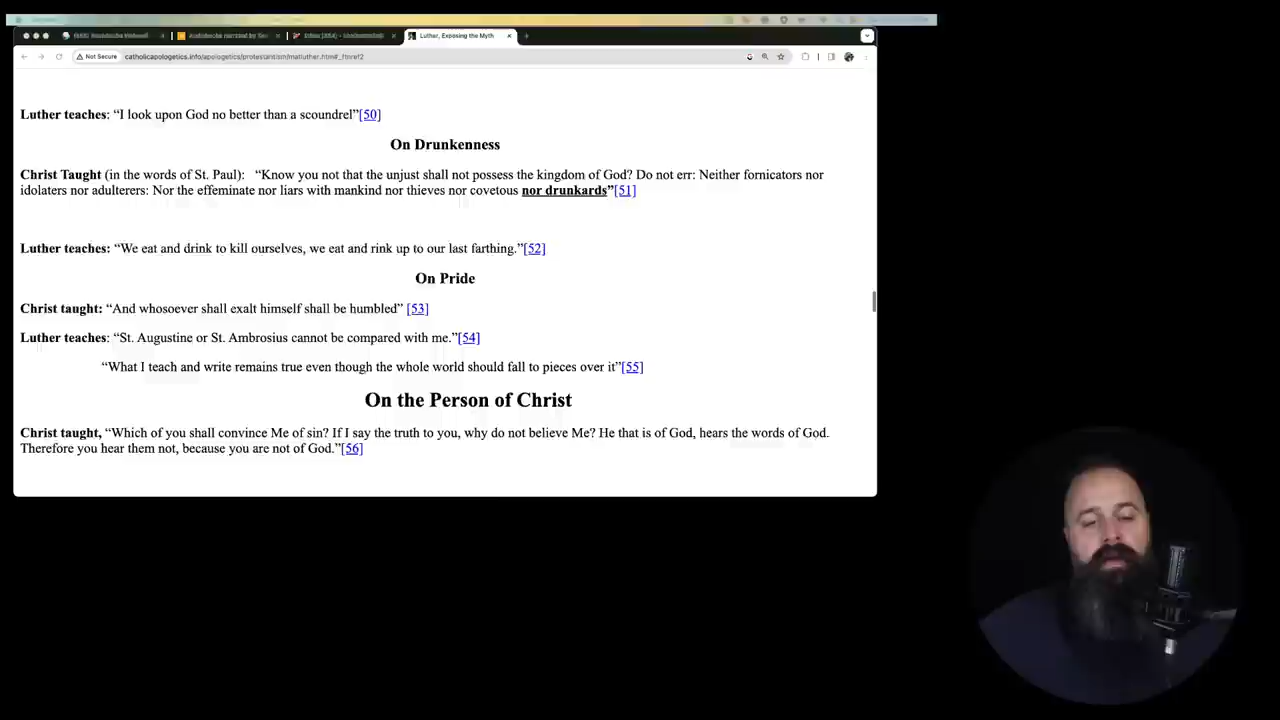 Luther, Exposing the Myth
Not Secure
catholicapologetics.info/apologetics/protestantism/matluther.htm#_ftnref2
Luther teaches: “I look upon God no better than a scoundrel”[50]
On Drunkenness
Christ Taught (in the words of St. Paul): “Know you not that the unjust shall not possess the kingdom of God? Do not err: Neither fornicators nor
idolaters nor adulterers: Nor the effeminate nor liars with mankind nor thieves nor covetous nor drunkards”[51]
Luther teaches: “We eat and drink to kill ourselves, we eat and rink up to our last farthing.”[52]
On Pride
Christ taught: “And whosoever shall exalt himself shall be humbled” [53]
Luther teaches: “St. Augustine or St. Ambrosius cannot be compared with me.”[54]
“What I teach and write remains true even though the whole world should fall to pieces over it”[55]
On the Person of Christ
Christ taught, “Which of you shall convince Me of sin? If I say the truth to you, why do not believe Me? He that is of God, hears the words of God.
Therefore you hear them not, because you are not of God.”[56]